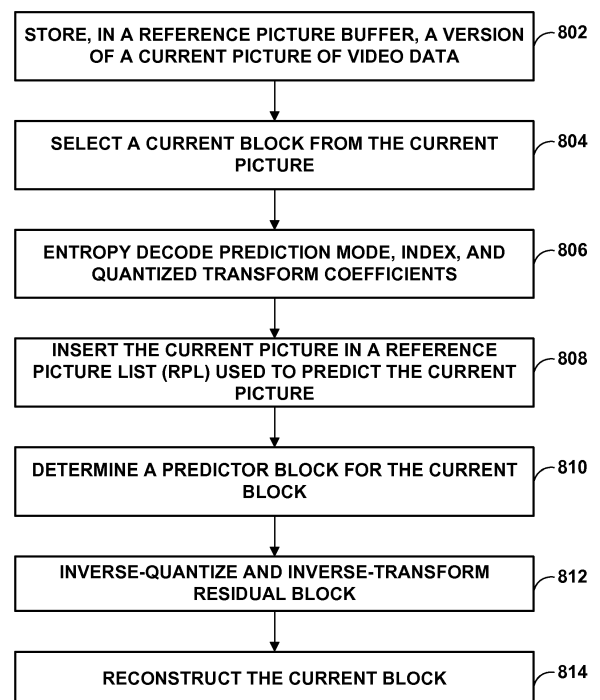 STORE, IN A REFERENCE PICTURE BUFFER, A VERSION
OF A CURRENT PICTURE OF VIDEO DATA
802
SELECT A CURRENT BLOCK FROM THE CURRENT
PICTURE
804
ENTROPY DECODE PREDICTION MODE, INDEX, AND
QUANTIZED TRANSFORM COEFFICIENTS
806
INSERT THE CURRENT PICTURE IN A REFERENCE
PICTURE LIST (RPL) USED TO PREDICT THE CURRENT
PICTURE
808
DETERMINE A PREDICTOR BLOCK FOR THE CURRENT
BLOCK
810
INVERSE-QUANTIZE AND INVERSE-TRANSFORM
RESIDUAL BLOCK
812
RECONSTRUCT THE CURRENT BLOCK
814